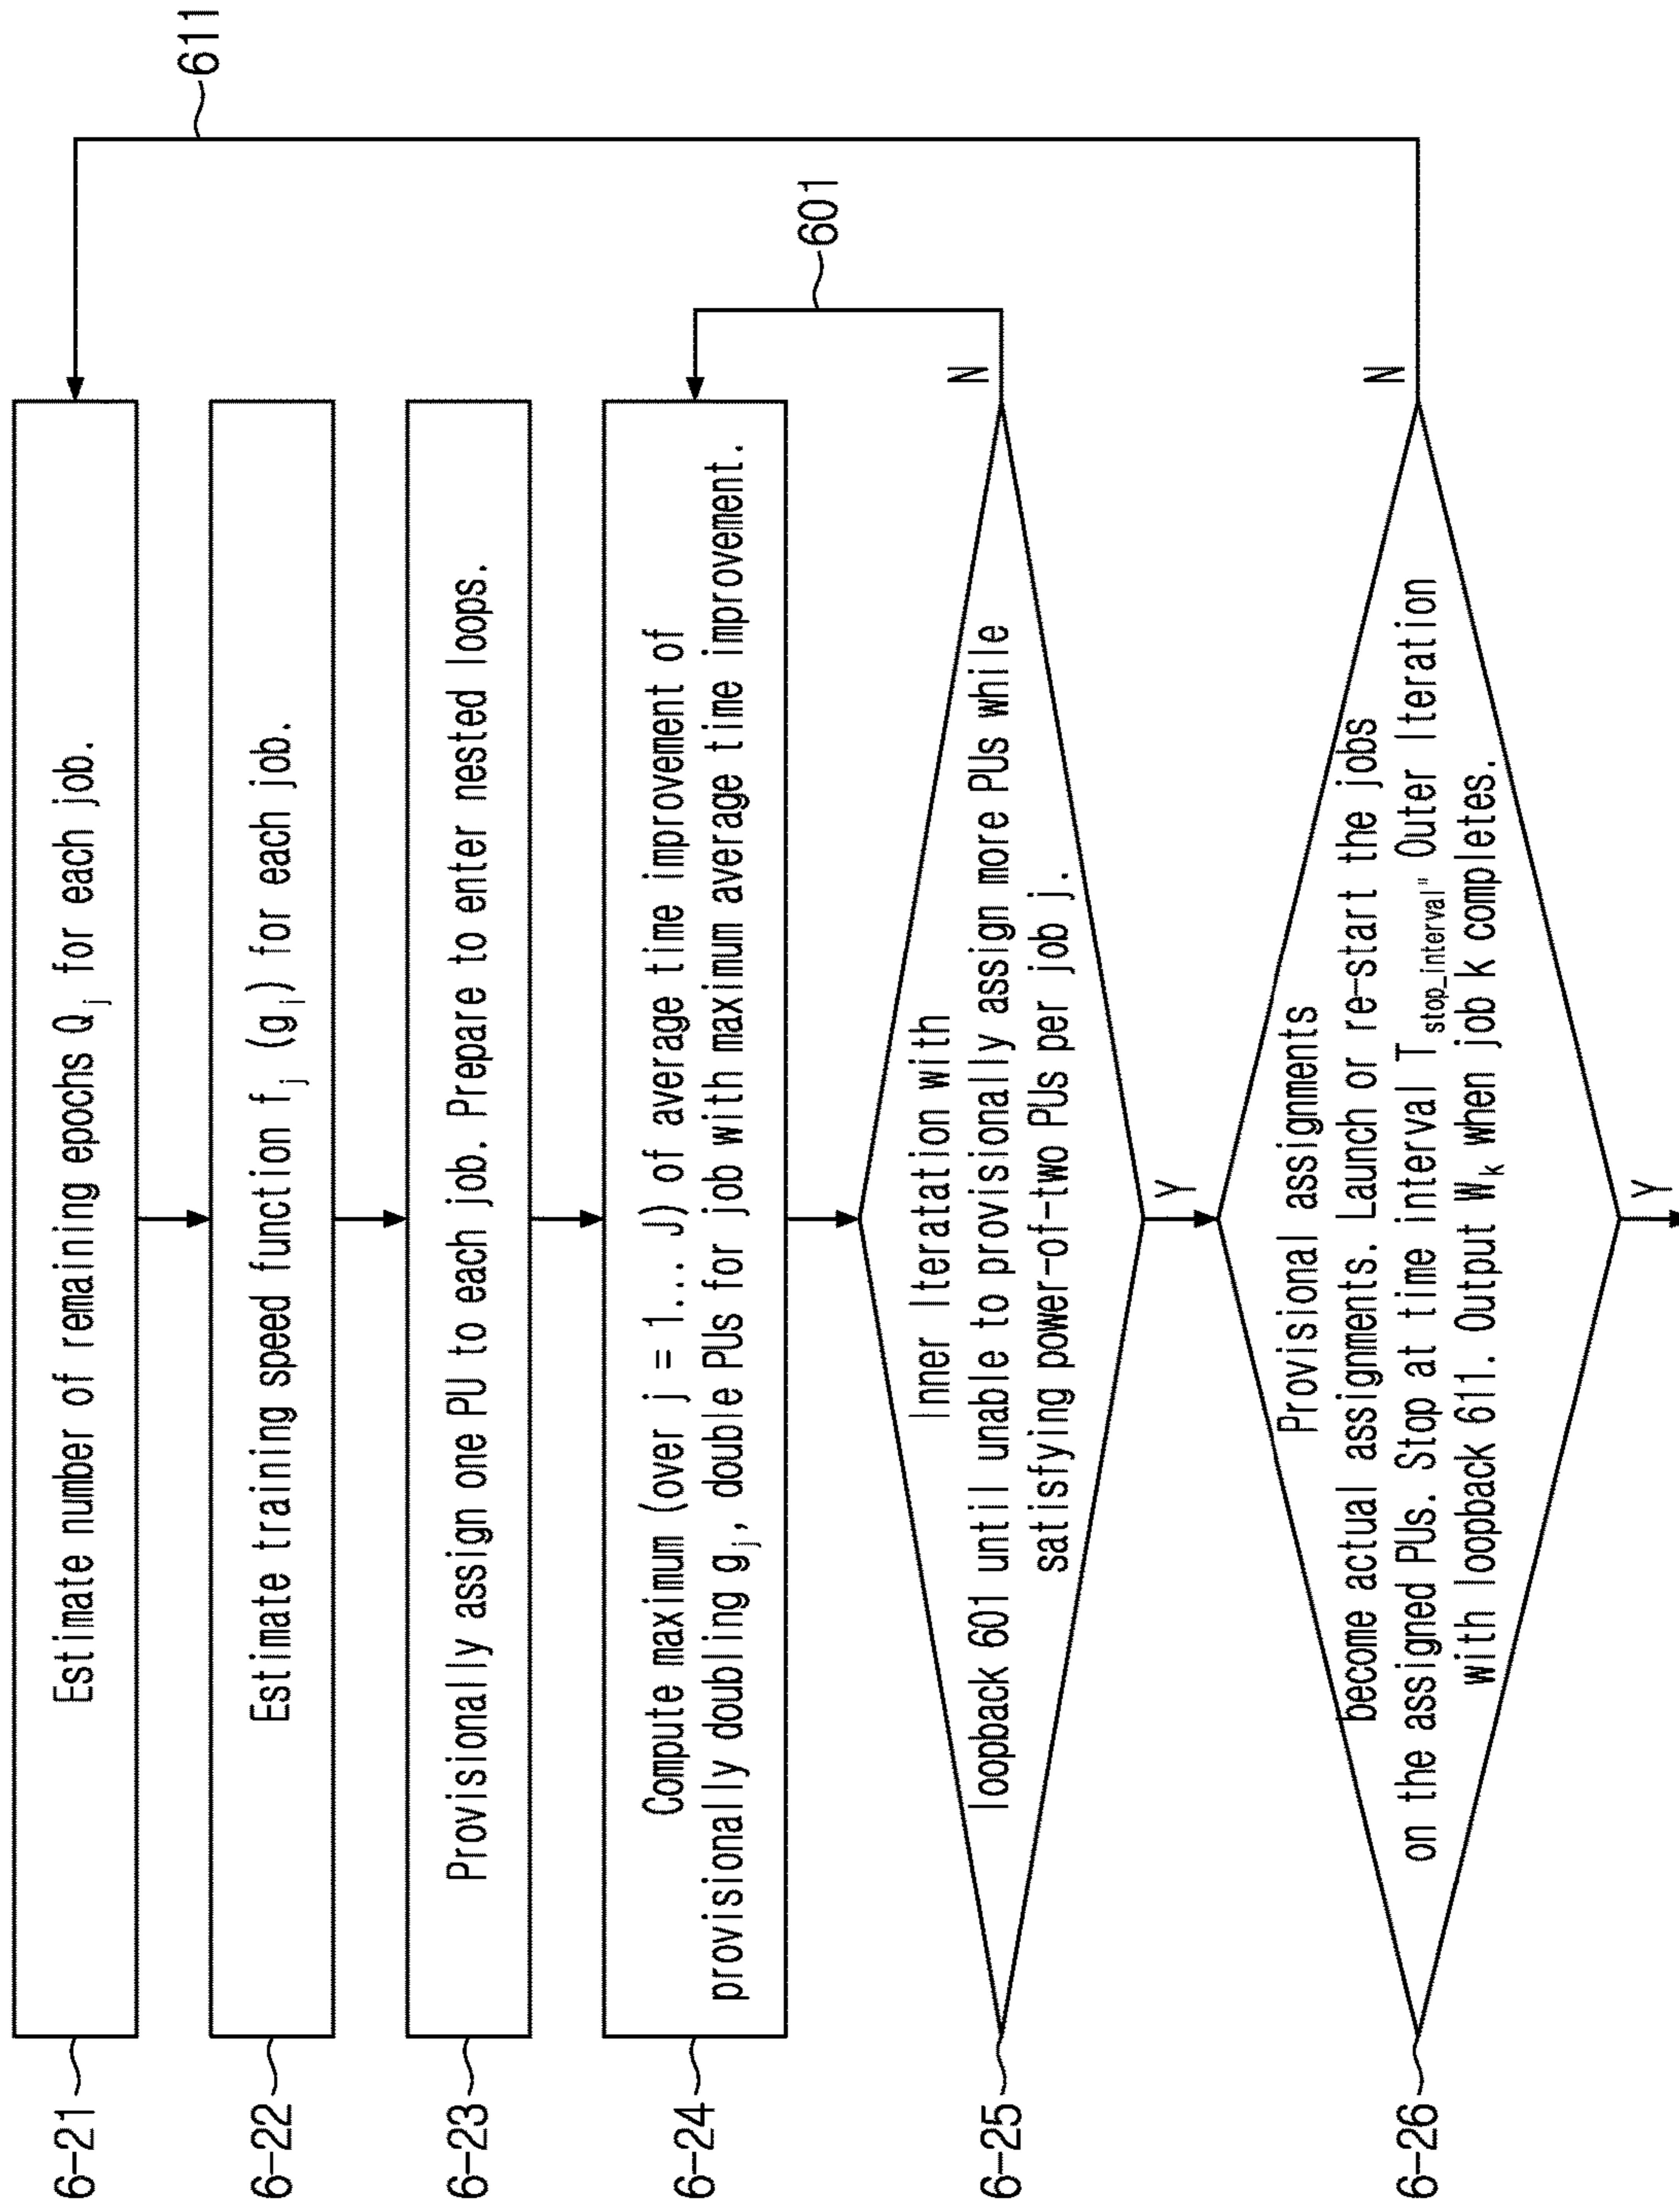 6-21
Estimate number of remaining epochs Qj for each job.
611
6-22
Estimate training speed function fj (gj) for each job.
6-23
Provisionally assign one PU to each job. Prepare to enter nested loops.
6-24
Compute maximum (over j = 1... J) of average time improvement of
provisionally doubling gj, double PUs for job with maximum average time improvement.
601
6-25
Inner Iteratation with
loopback 601 until unable to provisionally assign more PUs while
satisfying power-of-two PUs per job j.
N
Y
6-26
Provisional assignments
become actual assignments. Launch or re-start the jobs
on the assigned PUs. Stop at time interval Tstop_interval" Outer Iteration
with loopback 611. Output Wk when job k completes.
N
Y